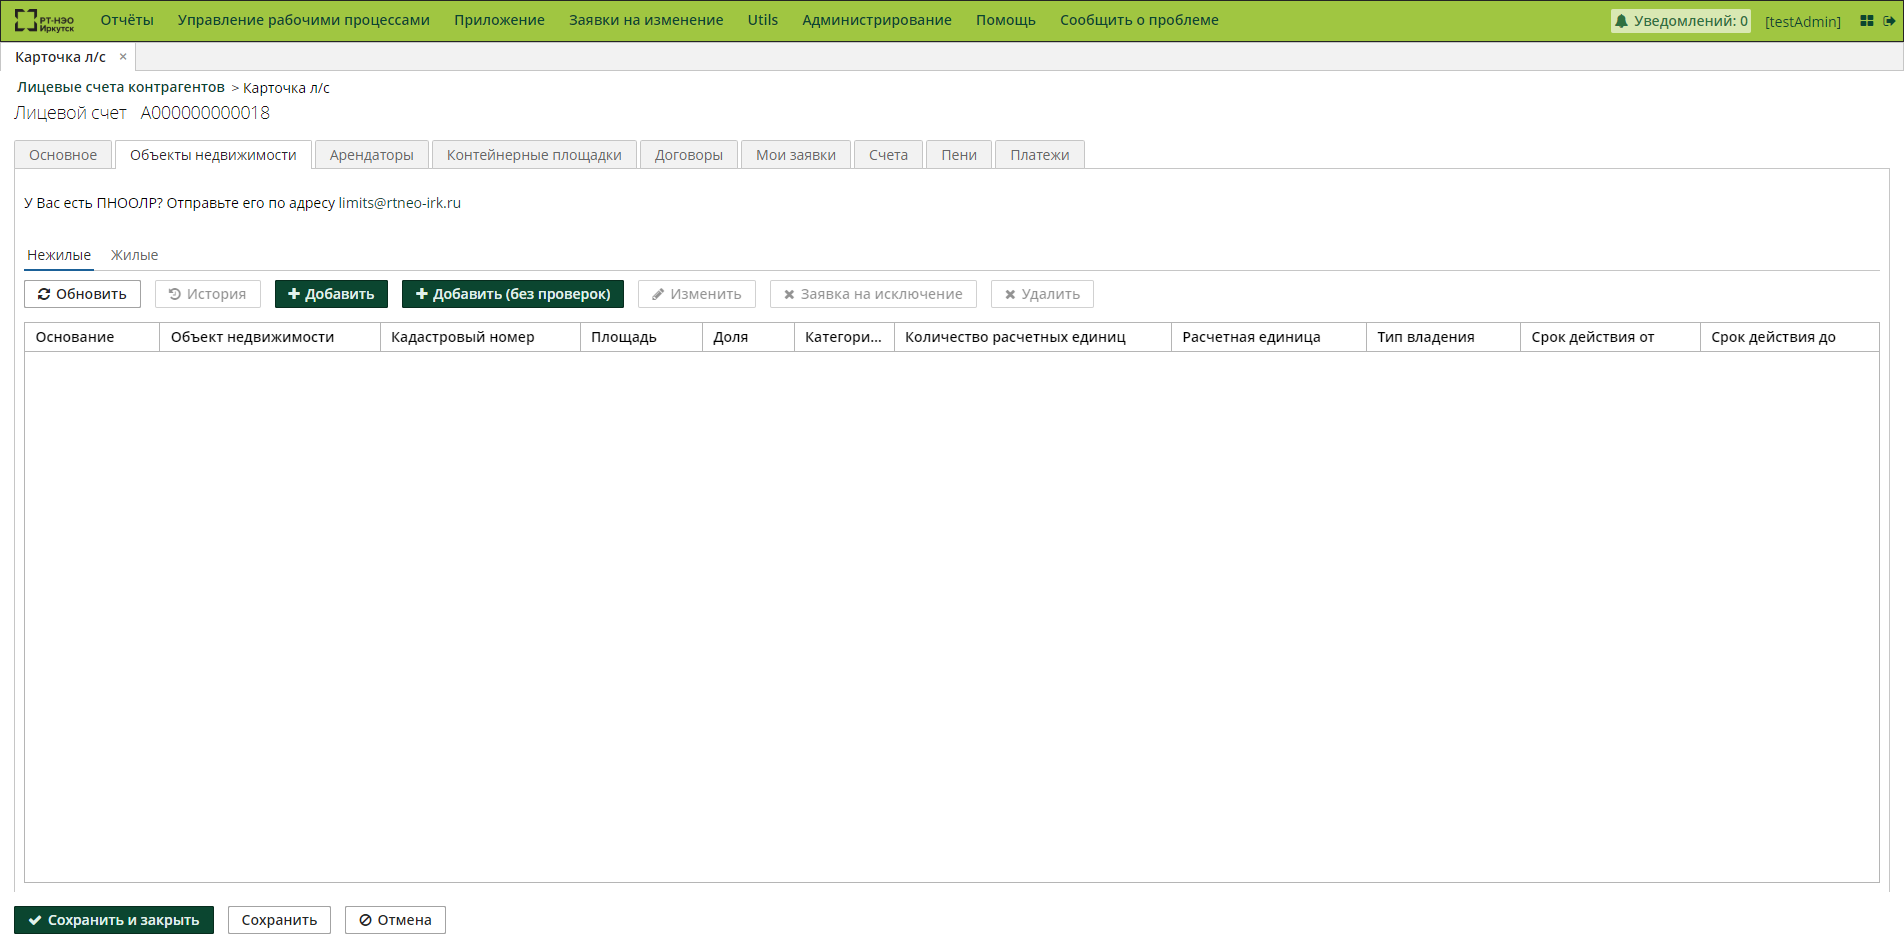 РТ-НЭО Иркутск Отчёты Управление рабочими процессами Приложение Заявки на изменение Utils Администрирование Помощь Сообщить о проблеме Уведомлений: 0 [testAdmin]
Карточка л/с ×
Лицевые счета контрагентов > Карточка л/с
Лицевой счет A000000000018
Основное Объекты недвижимости Арендаторы Контейнерные площадки Договоры Мои заявки Счета Пени Платежи
У Вас есть ПНООЛР? Отправьте его по адресу limits@rtneo-irk.ru
Нежилые Жилые
Обновить История Добавить Добавить (без проверок) Изменить Заявка на исключение Удалить
Основание Объект недвижимости Кадастровый номер Площадь Доля Категори... Количество расчетных единиц Расчетная единица Тип владения Срок действия от Срок действия до
Сохранить и закрыть Сохранить Отмена